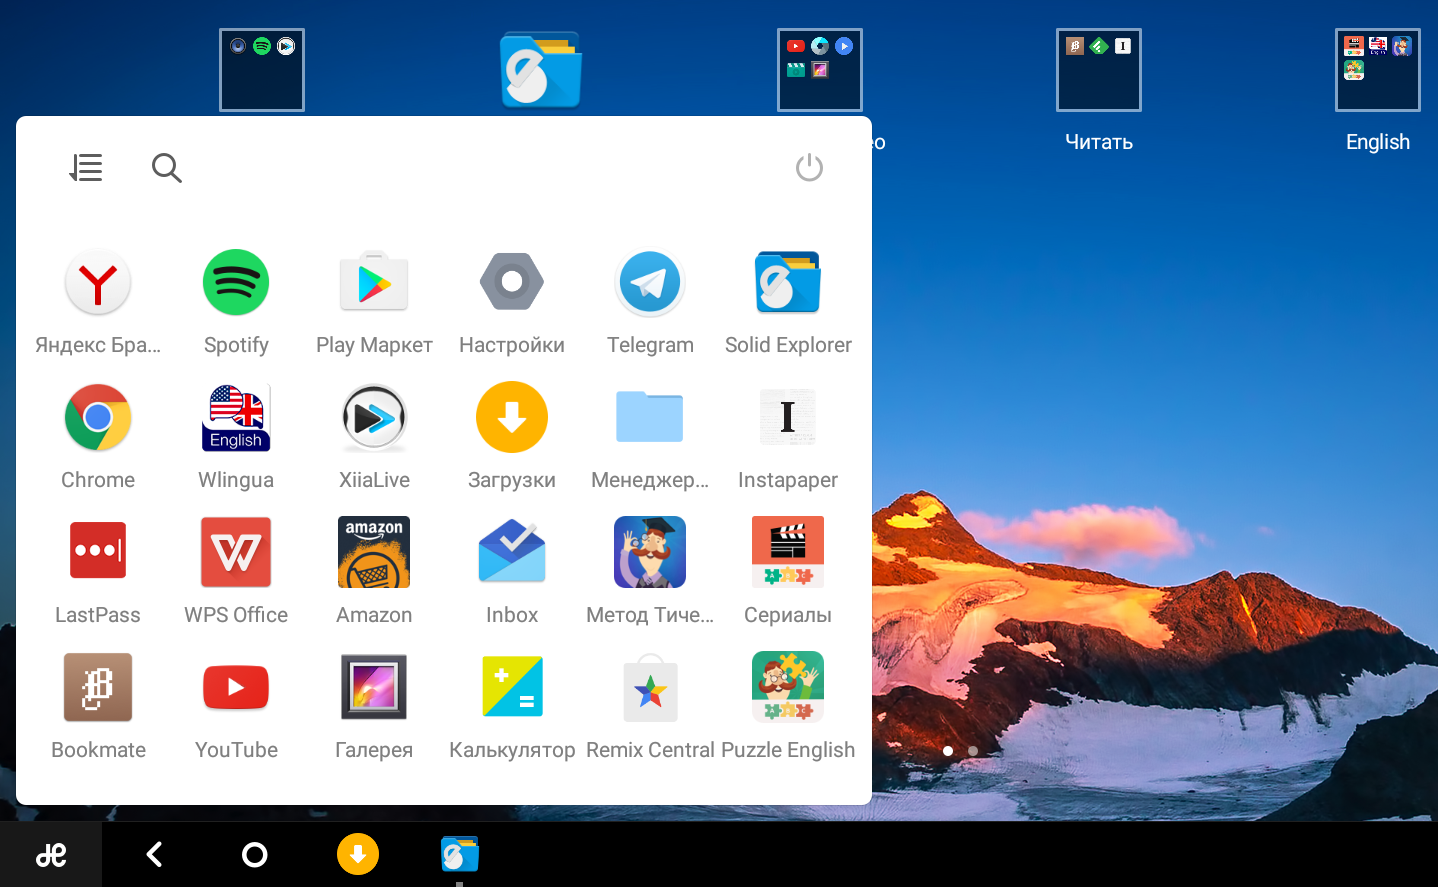 ео
Читать
English
Яндекс Бра...
Spotify
Play Маркет
Настройки
Telegram
Solid Explorer
English
Chrome
Wlingua
XiiaLive
Загрузки
Менеджер...
I
Instapaper
amazon
LastPass
WPS Office
Amazon
Inbox
Метод Тиче...
Сериалы
Bookmate
YouTube
Галерея
Калькулятор
Remix Central
Puzzle English